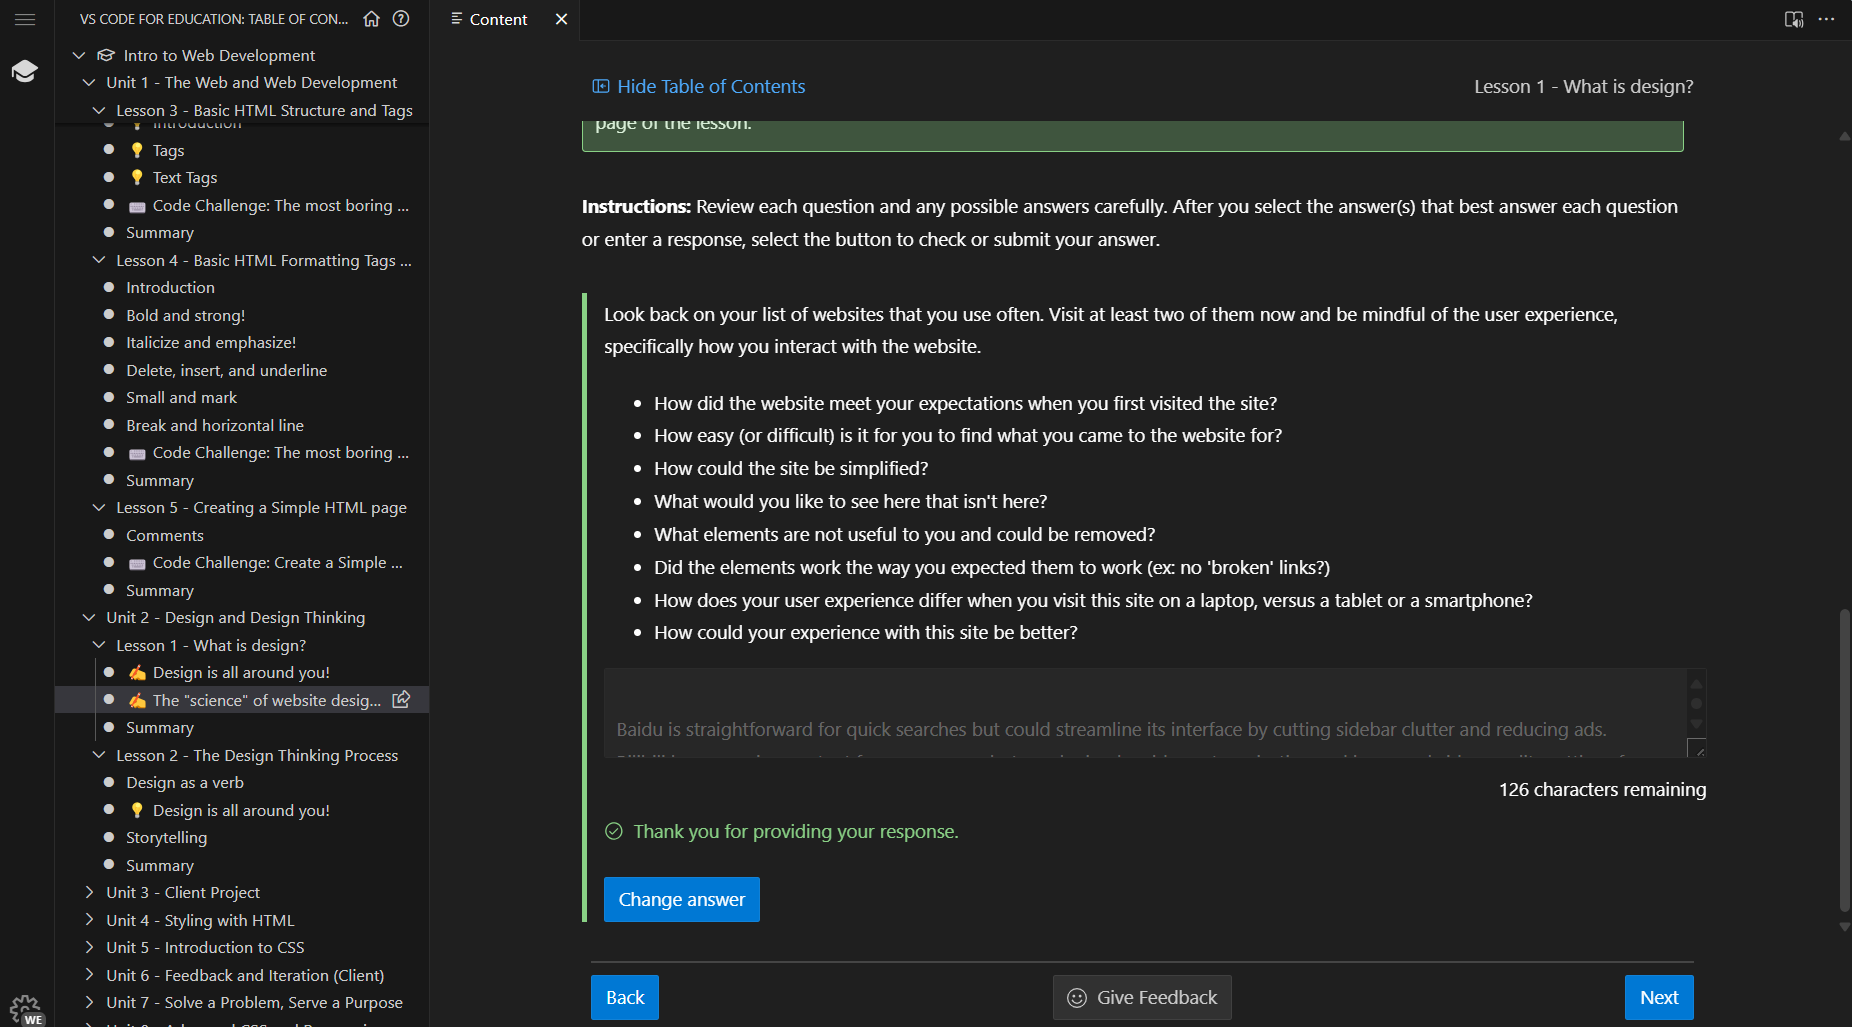 VS CODE FOR EDUCATION: TABLE OF CON...
Intro to Web Development
Unit 1 - The Web and Web Development
Lesson 3 - Basic HTML Structure and Tags
Introduction
Tags
Text Tags
Code Challenge: The most boring ...
Summary
Lesson 4 - Basic HTML Formatting Tags ...
Introduction
Bold and strong!
Italicize and emphasize!
Delete, insert, and underline
Small and mark
Break and horizontal line
Code Challenge: The most boring ...
Summary
Lesson 5 - Creating a Simple HTML page
Comments
Code Challenge: Create a Simple ...
Summary
Unit 2 - Design and Design Thinking
Lesson 1 - What is design?
Design is all around you!
The "science" of website desig...
Summary
Lesson 2 - The Design Thinking Process
Design as a verb
Design is all around you!
Storytelling
Summary
Unit 3 - Client Project
Unit 4 - Styling with HTML
Unit 5 - Introduction to CSS
Unit 6 - Feedback and Iteration (Client)
Unit 7 - Solve a Problem, Serve a Purpose
WE
Content
Hide Table of Contents
Lesson 1 - What is design?
page of the lesson.
Instructions: Review each question and any possible answers carefully. After you select the answer(s) that best answer each question
or enter a response, select the button to check or submit your answer.
Look back on your list of websites that you use often. Visit at least two of them now and be mindful of the user experience,
specifically how you interact with the website.
How did the website meet your expectations when you first visited the site?
How easy (or difficult) is it for you to find what you came to the website for?
How could the site be simplified?
What would you like to see here that isn't here?
What elements are not useful to you and could be removed?
Did the elements work the way you expected them to work (ex: no 'broken' links?)
How does your user experience differ when you visit this site on a laptop, versus a tablet or a smartphone?
How could your experience with this site be better?
Baidu is straightforward for quick searches but could streamline its interface by cutting sidebar clutter and reducing ads.
126 characters remaining
Thank you for providing your response.
Change answer
Back
Give Feedback
Next